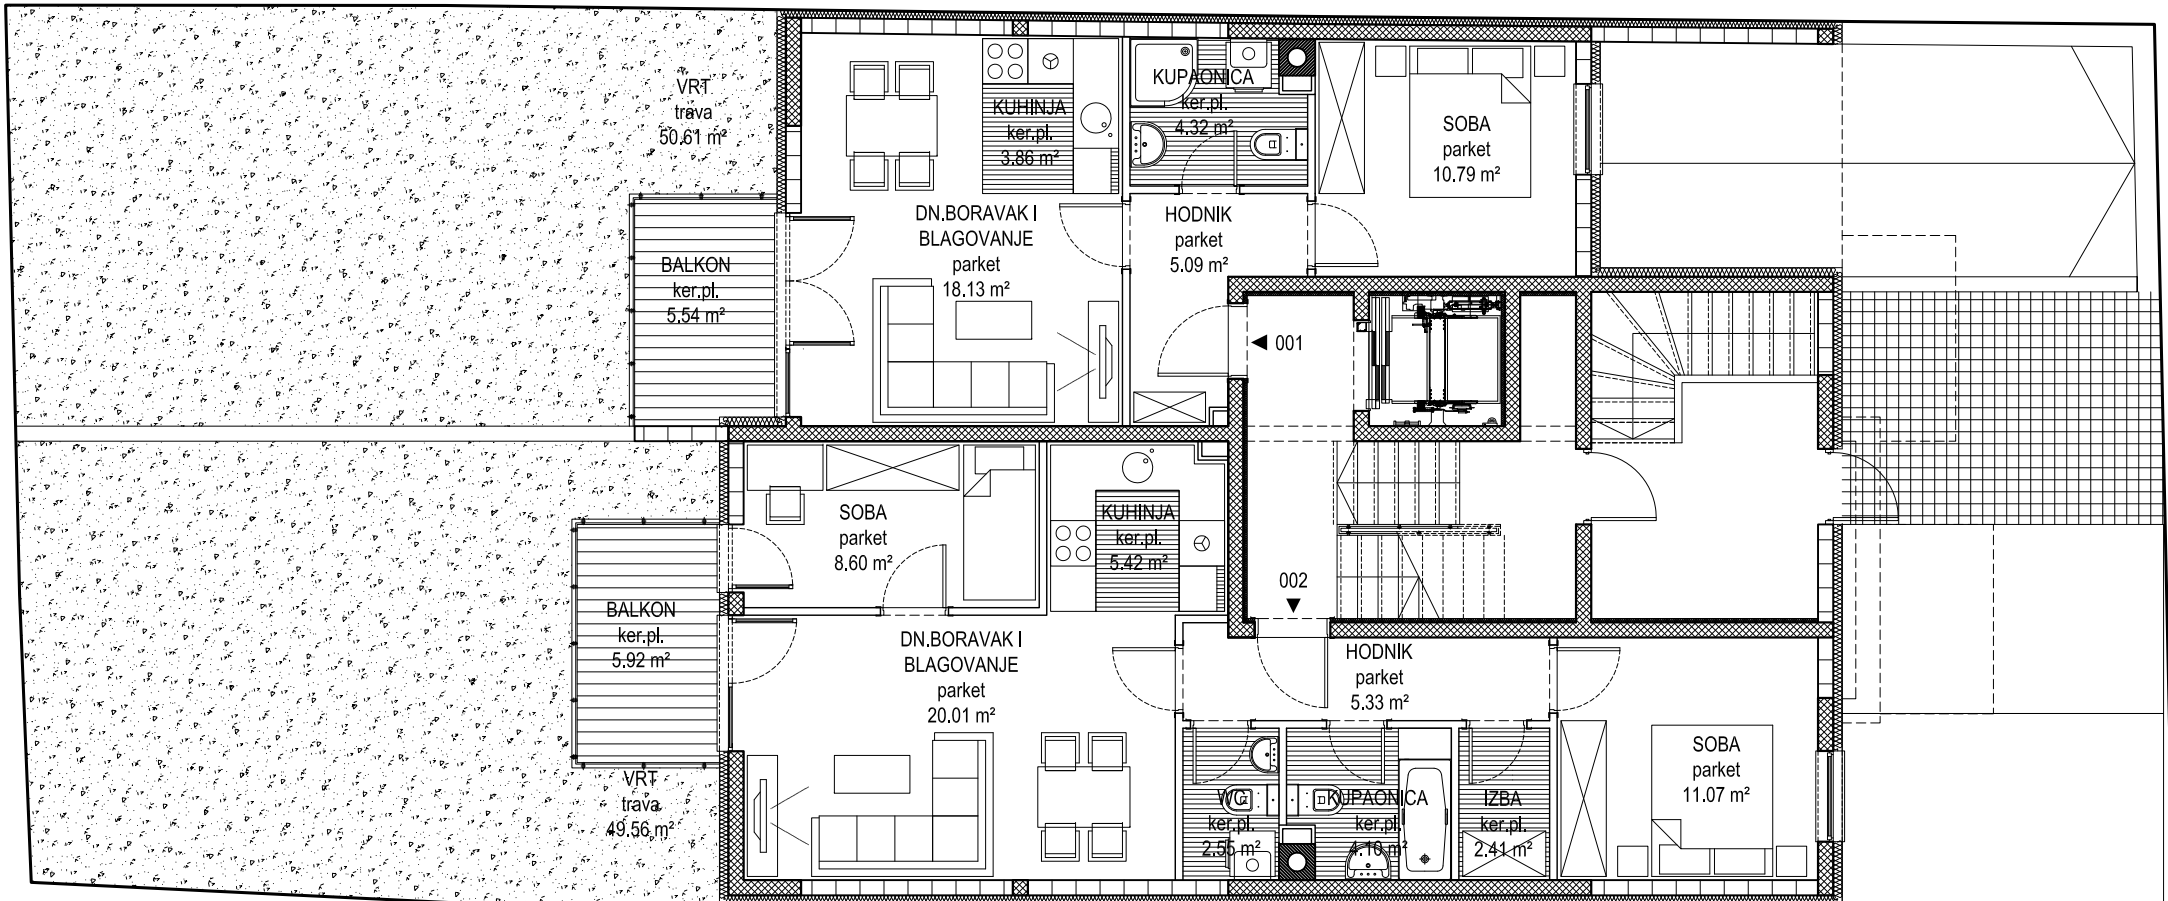 VRT
trava
50.61 m²
KUHINJA
ker.pl.
3.86 m²
KUPAONICA
ker.pl.
4.32 m²
SOBA
parket
10.79 m²
BALKON
ker.pl.
5.54 m²
DN.BORAVAK I
BLAGOVANJE
parket
18.13 m²
HODNIK
parket
5.09 m²
001
SOBA
parket
8.60 m²
KUHINJA
ker.pl.
5.42 m²
002
BALKON
ker.pl.
5.92 m²
DN.BORAVAK I
BLAGOVANJE
parket
20.01 m²
HODNIK
parket
5.33 m²
VRT
trava
49.56 m²
WC
ker.pl.
2.55 m²
KUPAONICA
ker.pl.
4.10 m²
IZBA
ker.pl.
2.41 m²
SOBA
parket
11.07 m²